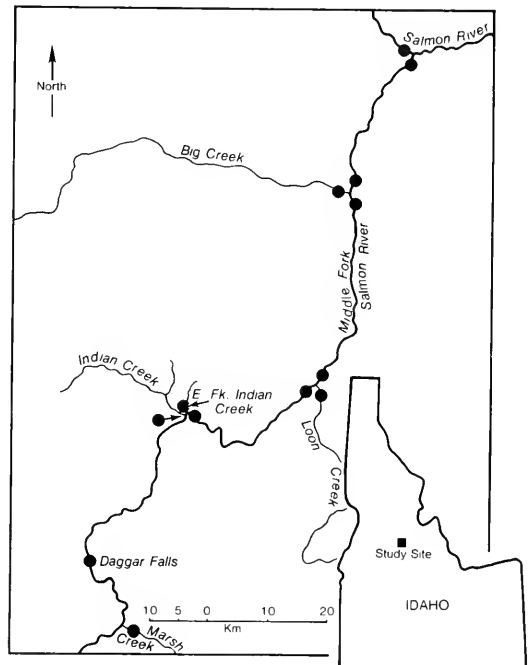 Salmon River
North
Big Creek
Middle Fork
Salmon River
Indian Creek
E Fk. Indian
Creek
Loon
Creek
Study Site
Daggar Falls
IDAHO
10 5 0 10 20
Km
Marsh
Creek